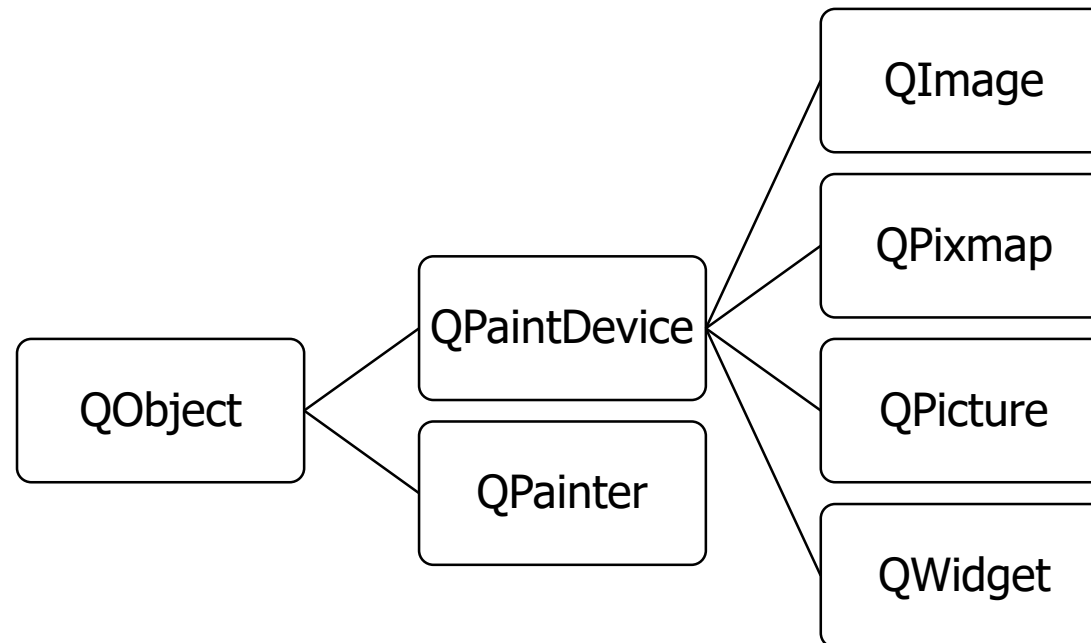 QObject
QPaintDevice
QPainter
QImage
QPixmap
QPicture
QWidget